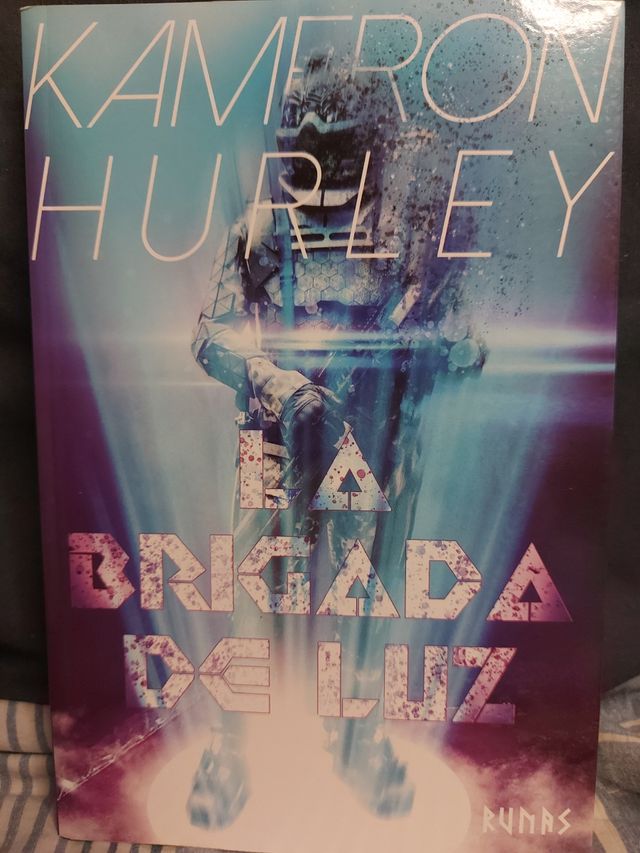 KAMERON
HURLEY
LA
BRIGADA
DE LUZ
RUNAS